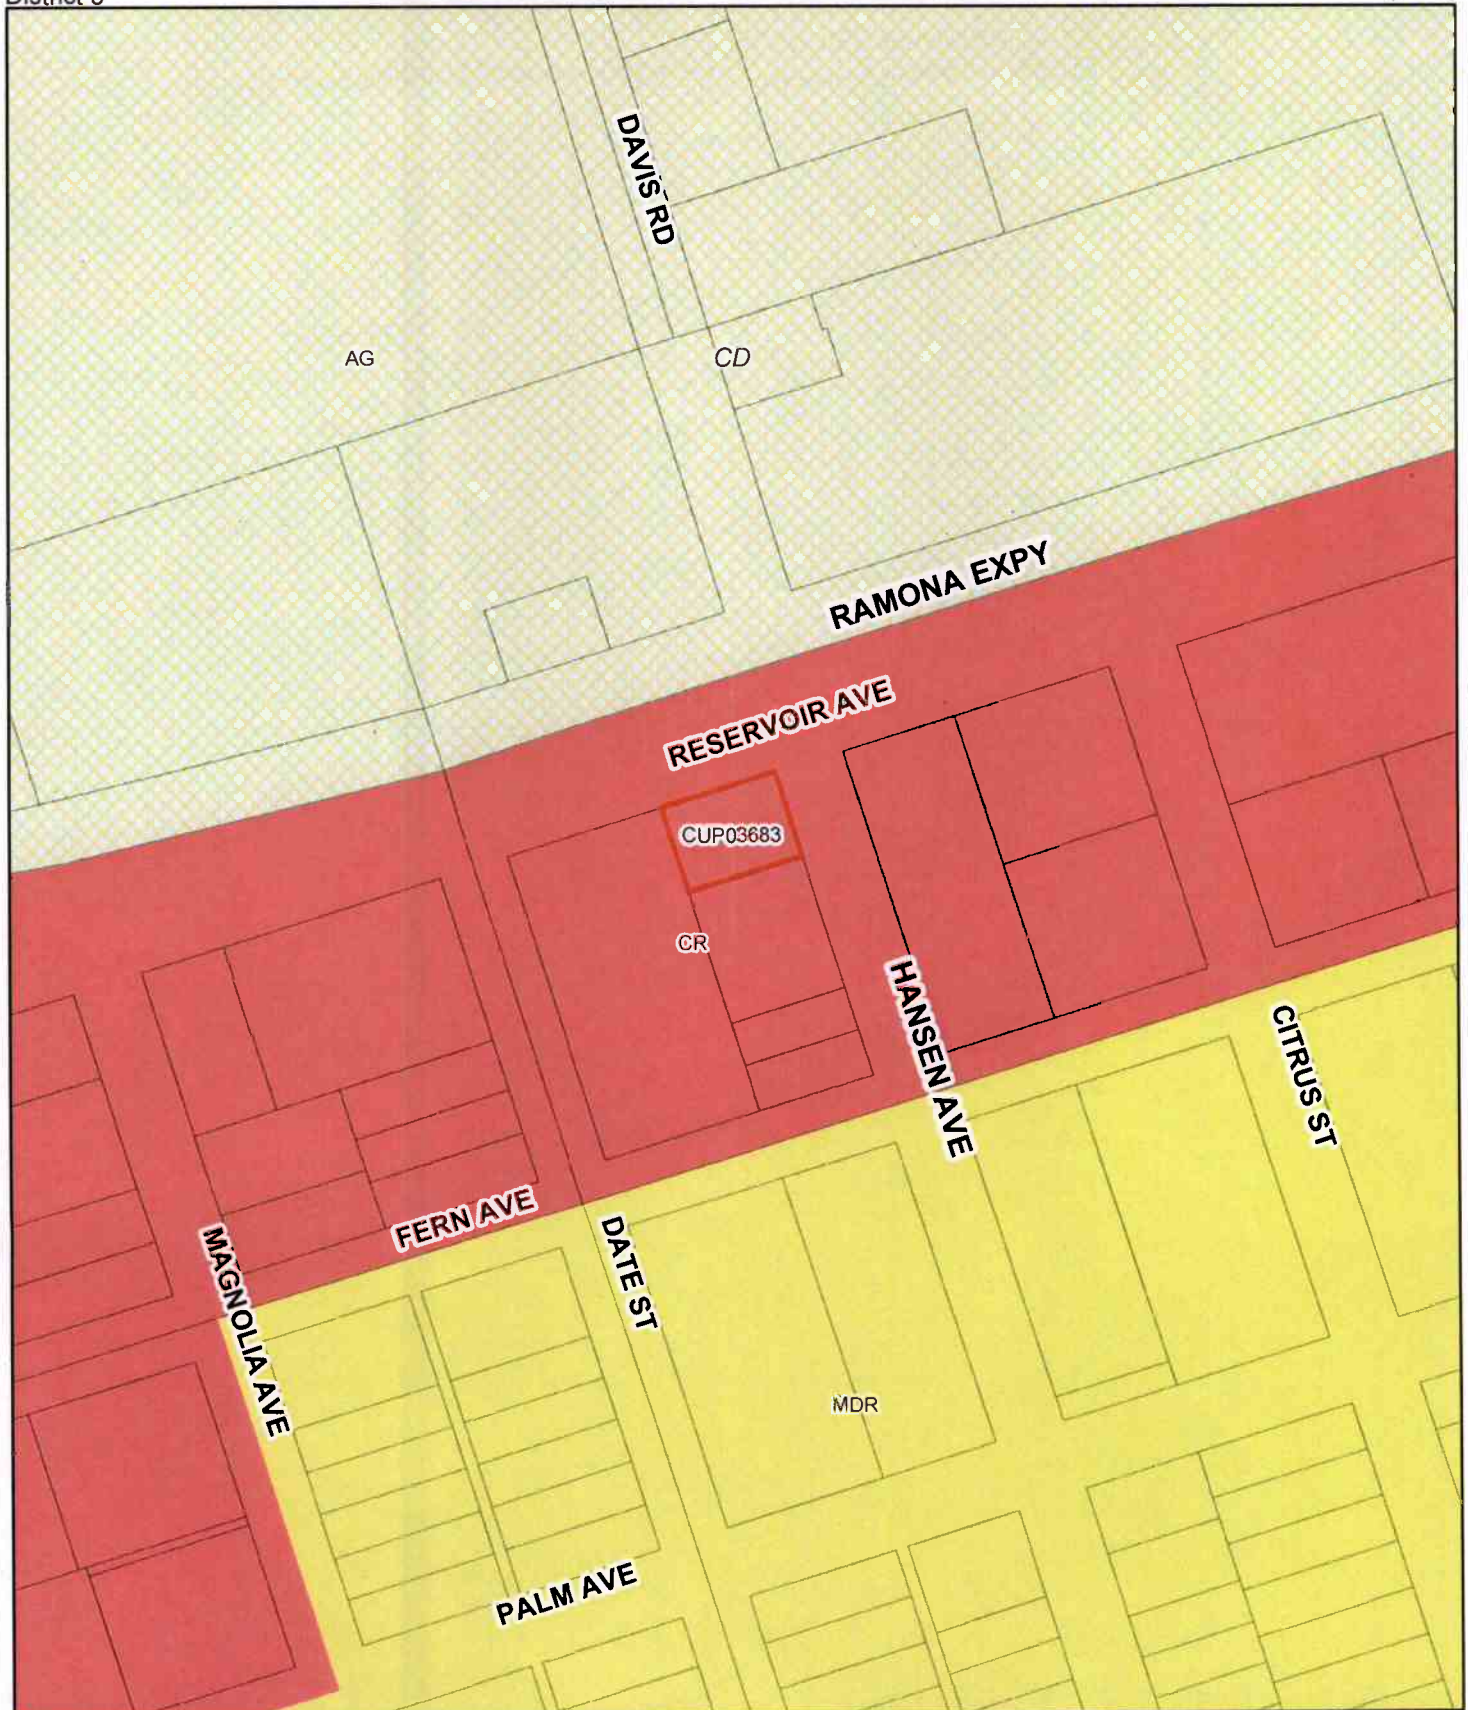 DAVIS RD
AG
CD
RAMONA EXPY
RESERVOIR AVE
CUP03683
CR
HANSEN AVE
CITRUS ST
FERN AVE
DATE ST
MAGNOLIA AVE
MDR
PALM AVE